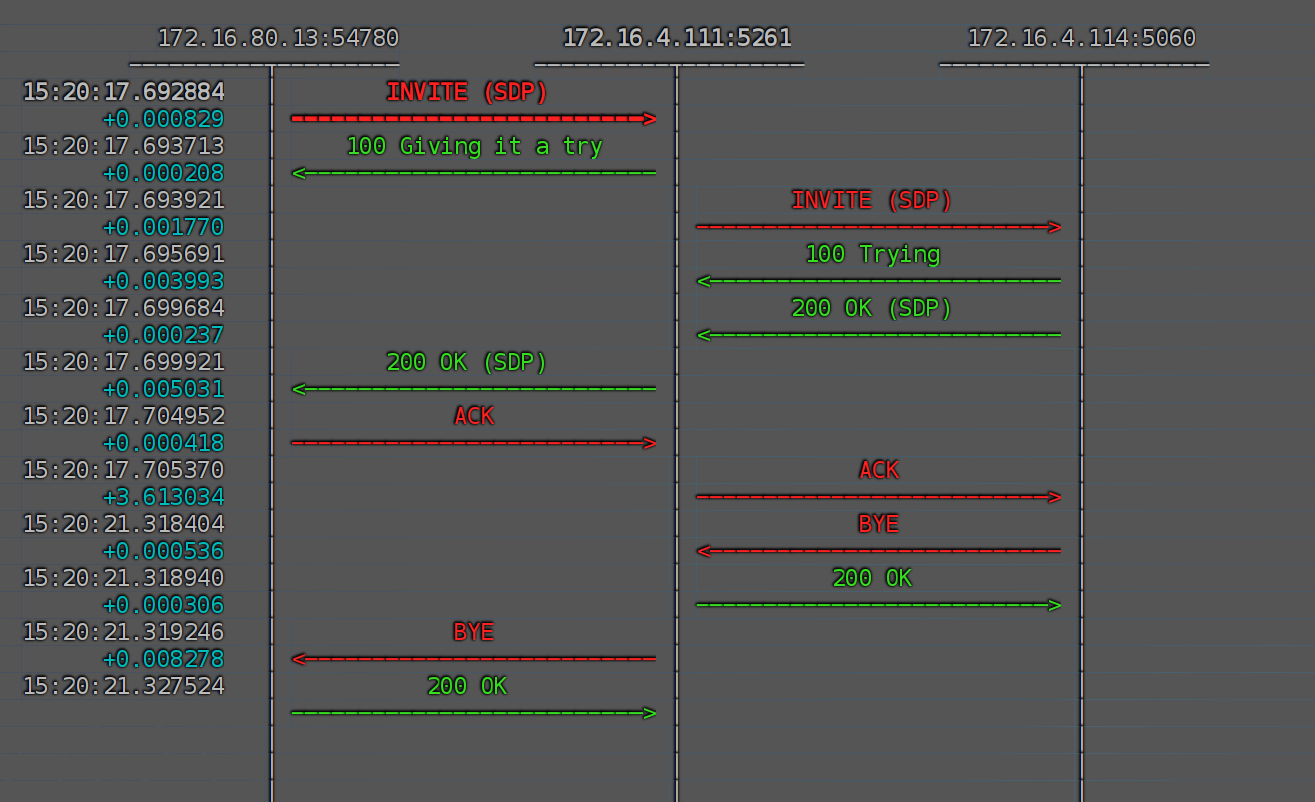 172.16.80.13:54780 172.16.4.111:5261 172.16.4.114:5060
15:20:17.692884 INVITE (SDP)
+0.000829
15:20:17.693713 100 Giving it a try
+0.000208
15:20:17.693921 INVITE (SDP)
+0.001770
15:20:17.695691 100 Trying
+0.003993
15:20:17.699684 200 OK (SDP)
+0.000237
15:20:17.699921 200 OK (SDP)
+0.005031
15:20:17.704952 ACK
+0.000418
15:20:17.705370 ACK
+3.613034
15:20:21.318404 BYE
+0.000536
15:20:21.318940 200 OK
+0.000306
15:20:21.319246 BYE
+0.008278
15:20:21.327524 200 OK